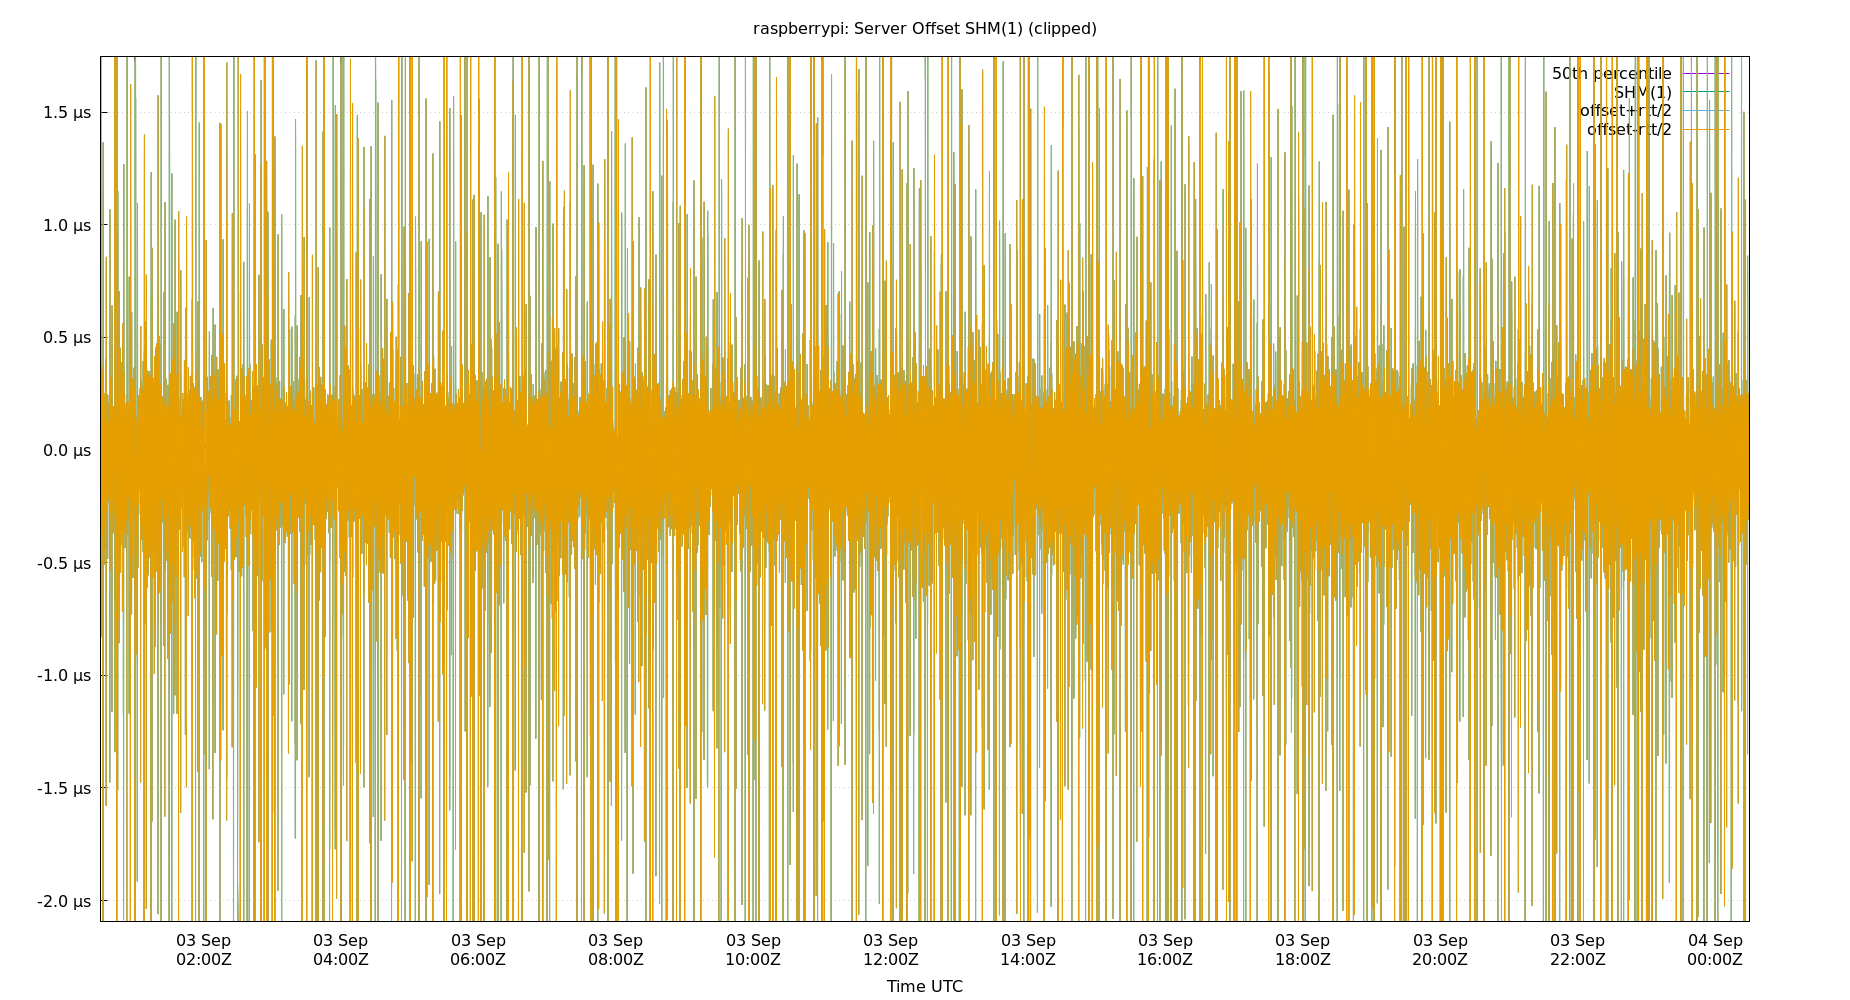 raspberrypi: Server Offset SHM(1) (clipped)
50th percentile
SHM(1)
offset+rtt/2
offset-rtt/2
1.5 µs
1.0 µs
0.5 µs
0.0 µs
-0.5 µs
-1.0 µs
-1.5 µs
-2.0 µs
03 Sep 03 Sep 03 Sep 03 Sep 03 Sep 03 Sep 03 Sep 03 Sep 03 Sep 03 Sep 03 Sep 04 Sep
02:00Z 04:00Z 06:00Z 08:00Z 10:00Z 12:00Z 14:00Z 16:00Z 18:00Z 20:00Z 22:00Z 00:00Z
Time UTC